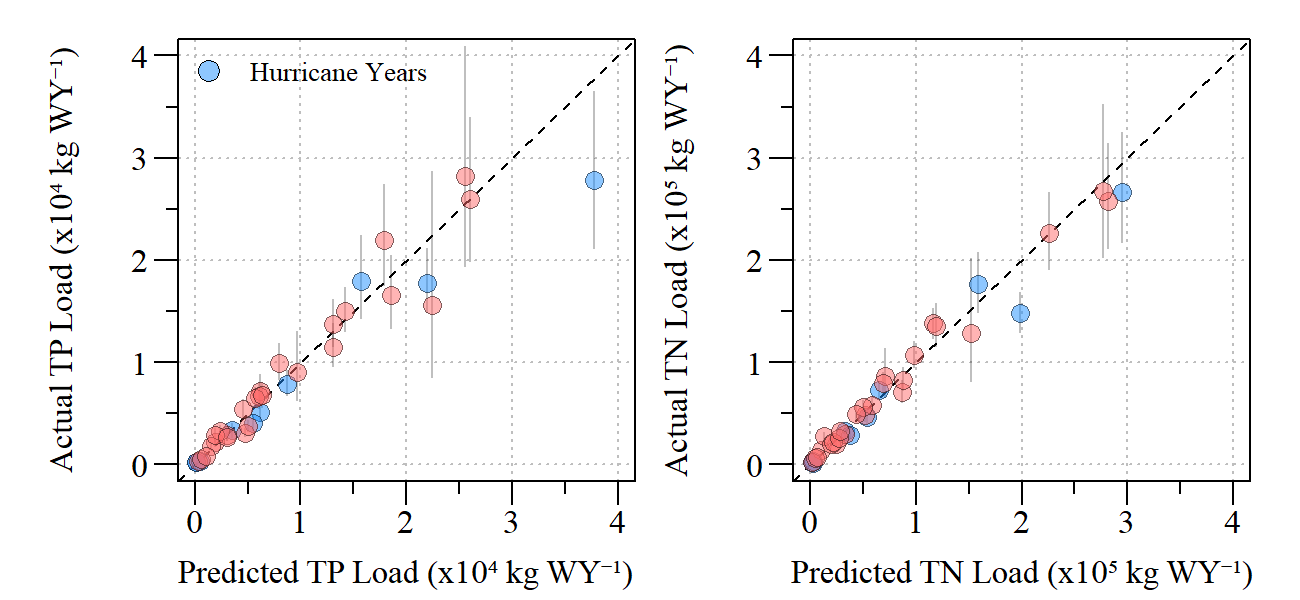 Actual TP Load (x10⁴ kg WY⁻¹)
4
3
2
1
0
Hurricane Years
0 1 2 3 4
Predicted TP Load (x10⁴ kg WY⁻¹)
Actual TN Load (x10⁵ kg WY⁻¹)
4
3
2
1
0
0 1 2 3 4
Predicted TN Load (x10⁵ kg WY⁻¹)